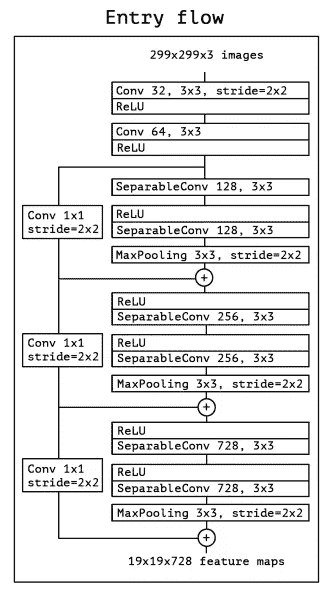 Entry flow
299x299x3 images
Conv 32, 3x3, stride=2x2
ReLU
Conv 64, 3x3
ReLU
SeparableConv 128, 3x3
Conv 1x1
stride=2x2
ReLU
SeparableConv 128, 3x3
MaxPooling 3x3, stride=2x2
+
ReLU
SeparableConv 256, 3x3
Conv 1x1
stride=2x2
ReLU
SeparableConv 256, 3x3
MaxPooling 3x3, stride=2x2
+
ReLU
SeparableConv 728, 3x3
Conv 1x1
stride=2x2
ReLU
SeparableConv 728, 3x3
MaxPooling 3x3, stride=2x2
+
19x19x728 feature maps